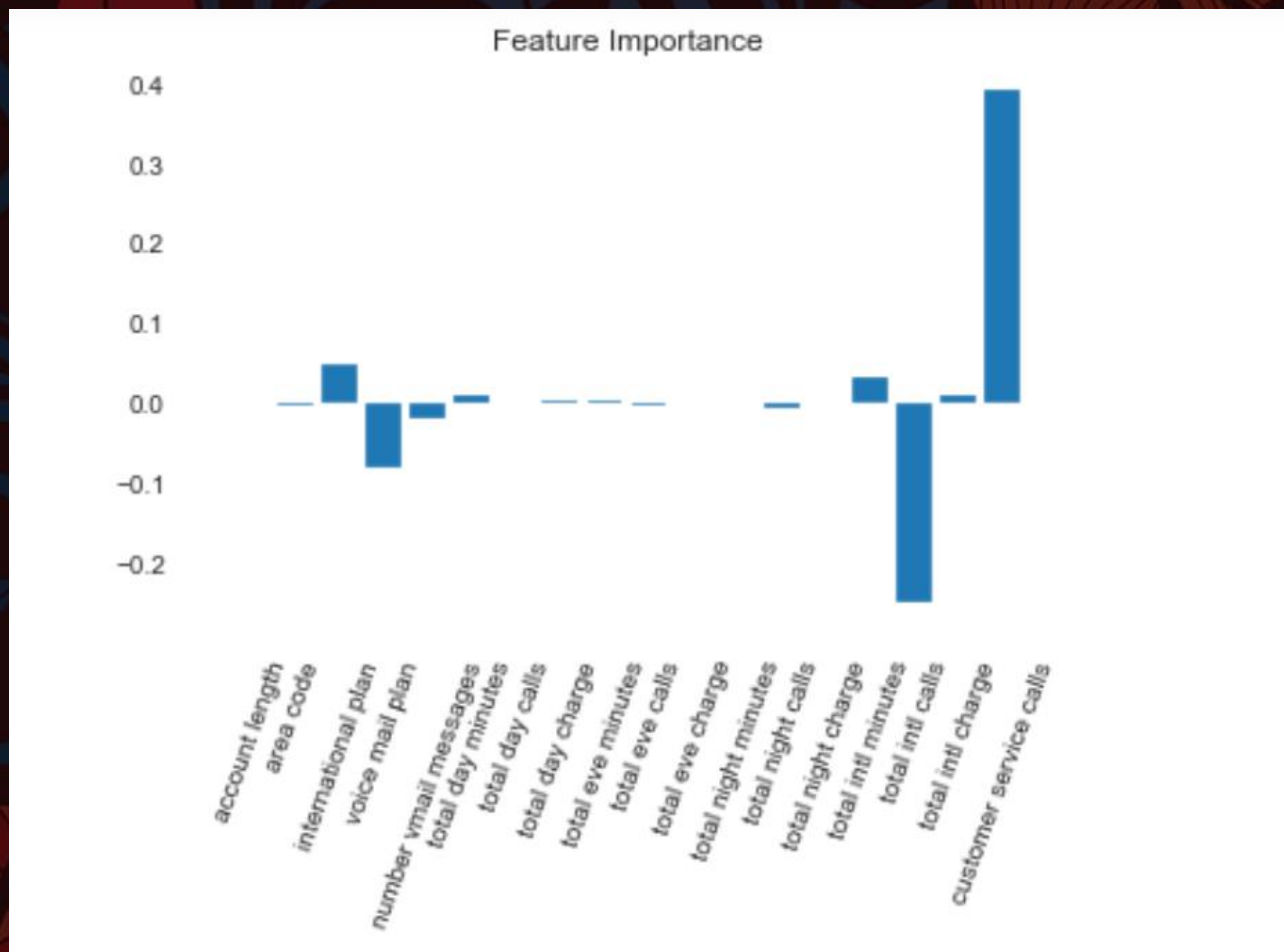 Feature Importance
0.4
0.3
0.2
0.1
0.0
−0.1
−0.2
account length
area code
international plan
voice mail plan
number vmail messages
total day minutes
total day calls
total day charge
total eve minutes
total eve calls
total eve charge
total night minutes
total night calls
total night charge
total intl minutes
total intl calls
total intl charge
customer service calls